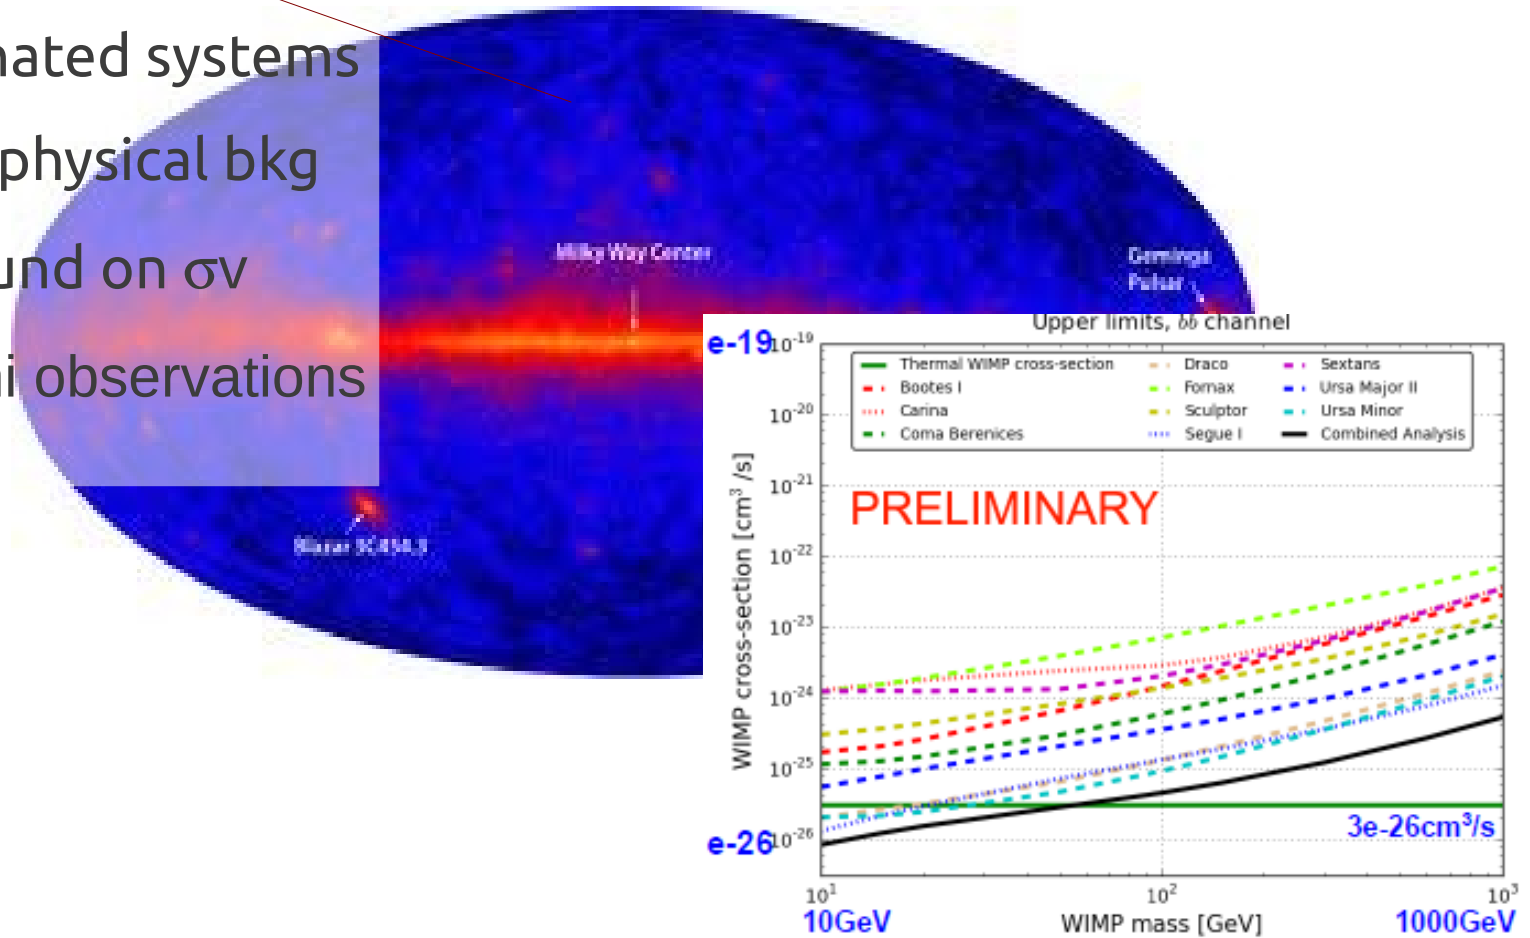 nated systems
physical bkg
und on σv
ni observations
Milky Way Center
Geminga
Pulsar
Blazar 3C454.3
Upper limits, bb̄ channel
e-19
10⁻¹⁹
Thermal WIMP cross-section
Bootes I
Carina
Coma Berenices
Draco
Fornax
Sculptor
Segue I
Sextans
Ursa Major II
Ursa Minor
Combined Analysis
10⁻²⁰
10⁻²¹
PRELIMINARY
10⁻²²
10⁻²³
10⁻²⁴
10⁻²⁵
e-26
10⁻²⁶
3e-26cm³/s
WIMP cross-section [cm³ /s]
10¹
10²
10³
10GeV
WIMP mass [GeV]
1000GeV